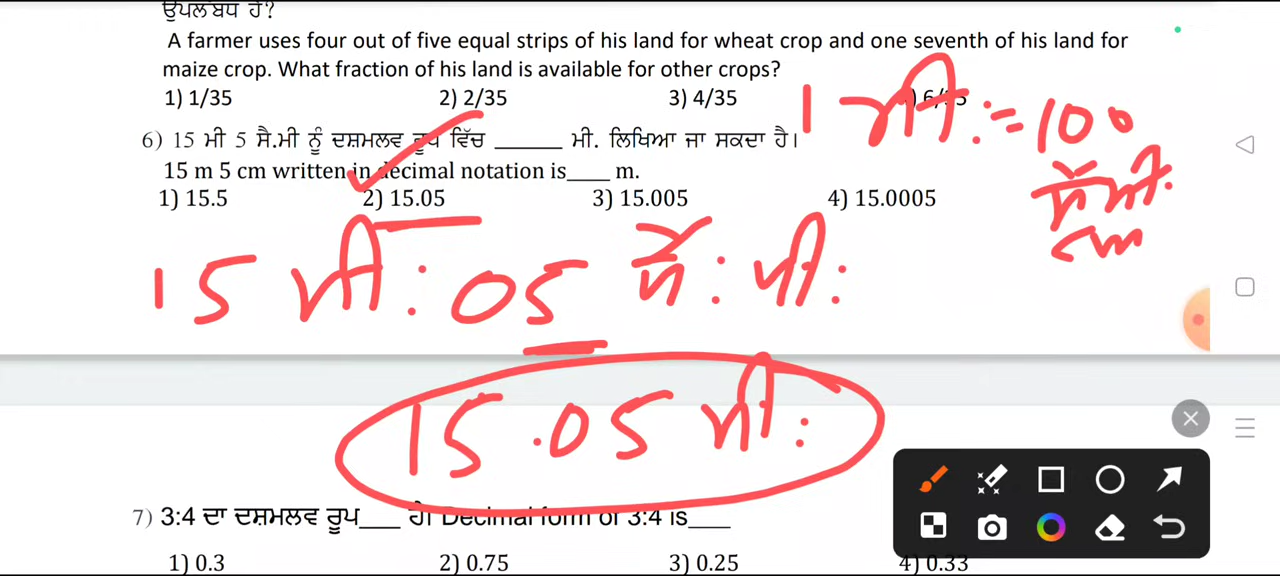 ਉਪਲਬਧ ਹੈ?
A farmer uses four out of five equal strips of his land for wheat crop and one seventh of his land for
maize crop. What fraction of his land is available for other crops?
1) 1/35 2) 2/35 3) 4/35 4) 6/35
6) 15 ਮੀ 5 ਸੈ.ਮੀ ਨੂੰ ਦਸ਼ਮਲਵ ਰੂਪ ਵਿੱਚ ______ ਮੀ. ਲਿਖਿਆ ਜਾ ਸਕਦਾ ਹੈ।
15 m 5 cm written in decimal notation is____ m.
1) 15.5 2) 15.05 3) 15.005 4) 15.0005
1 ਮੀ: = 100
ਸੈਂ ਮੀ:
cm
15 ਮੀ: 05 ਸੈਂ: ਮੀ:
15.05 ਮੀ:
7) 3:4 ਦਾ ਦਸ਼ਮਲਵ ਰੂਪ____ ਹੈ। Decimal form of 3:4 is____
1) 0.3 2) 0.75 3) 0.25 4) 0.33